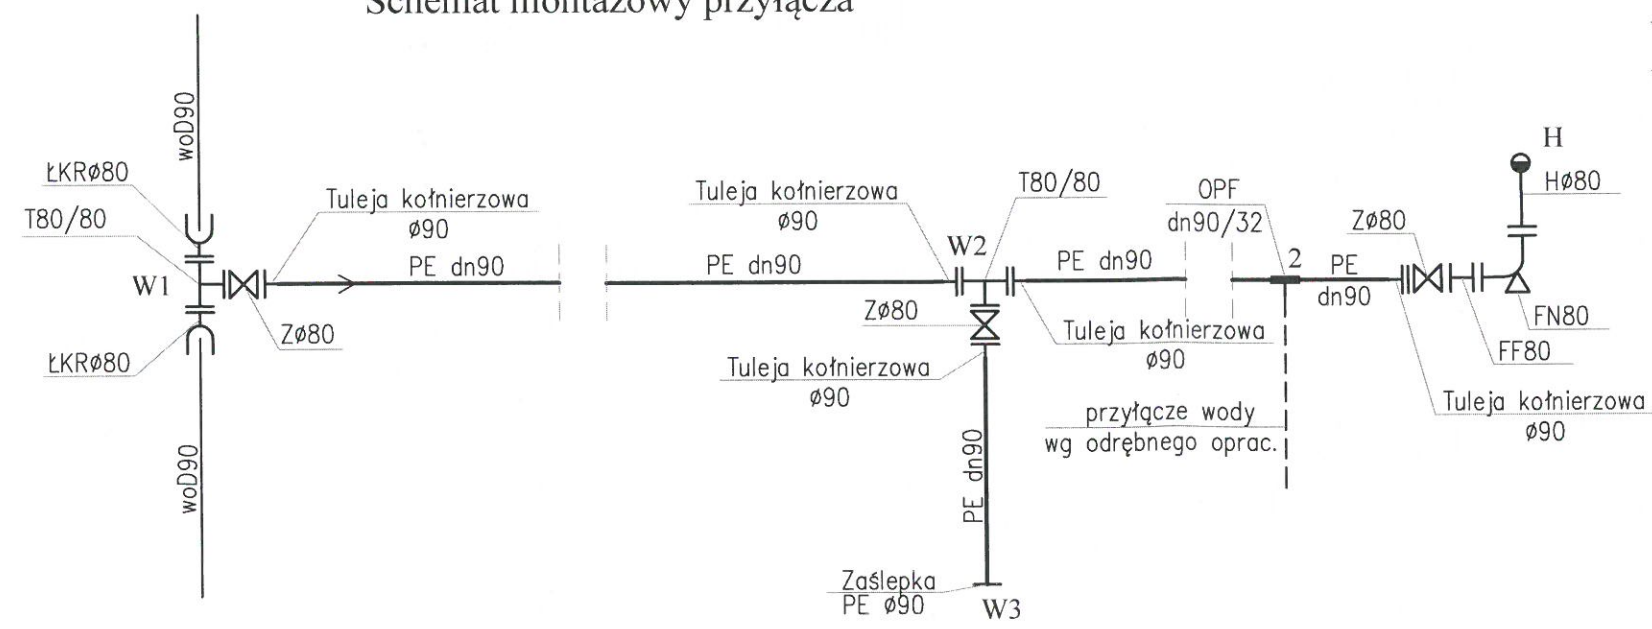 Schemat montażowy przyłącza
woD90
ŁKRø80
T80/80
W1
ŁKRø80
Zø80
woD90
Tuleja kołnierzowa
ø90
PE dn90
Tuleja kołnierzowa
ø90
PE dn90
W2
T80/80
Zø80
Tuleja kołnierzowa
ø90
PE dn90
Zaślepka
PE ø90
W3
PE dn90
Tuleja kołnierzowa
ø90
OPF
dn90/32
2
PE
dn90
przyłącze wody
wg odrębnego oprac.
Zø80
H
Hø80
FN80
FF80
Tuleja kołnierzowa
ø90